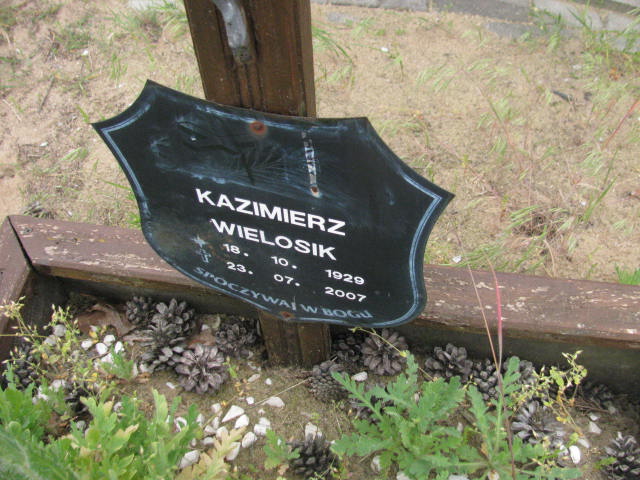 KAZIMIERZ
WIELOSIK
18. 10. 1929
23. 07. 2007
SPOCZYWAJ W BOGU